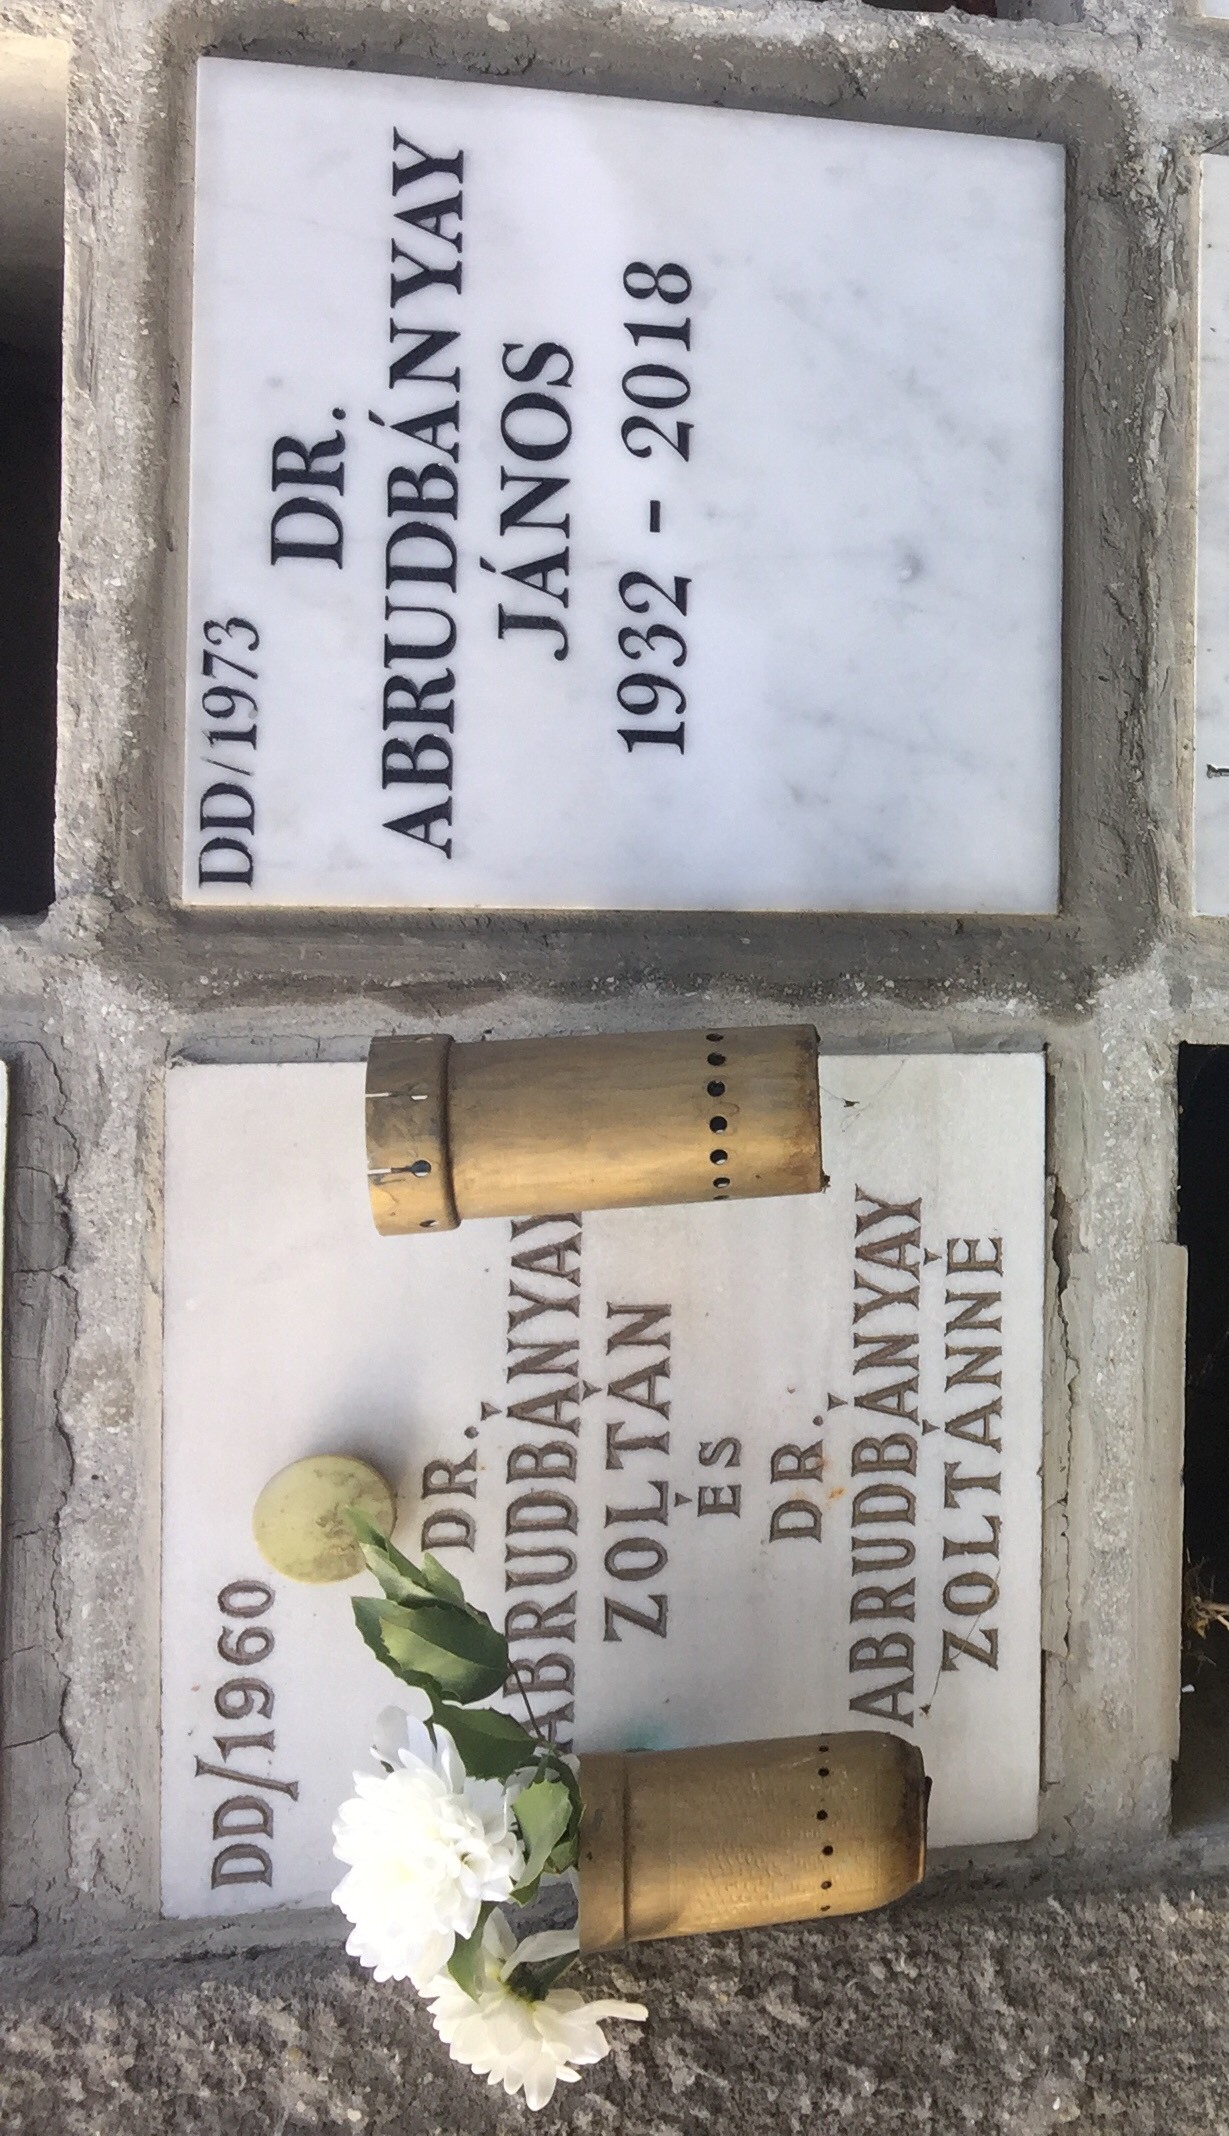 DD/1960
DR.
ABRUDBÁNYAY
ZOLTÁN
ÉS
DR.
ABRUDBÁNYAY
ZOLTÁNNÉ
DD/1973
DR.
ABRUDBÁNYAY
JÁNOS
1932 - 2018